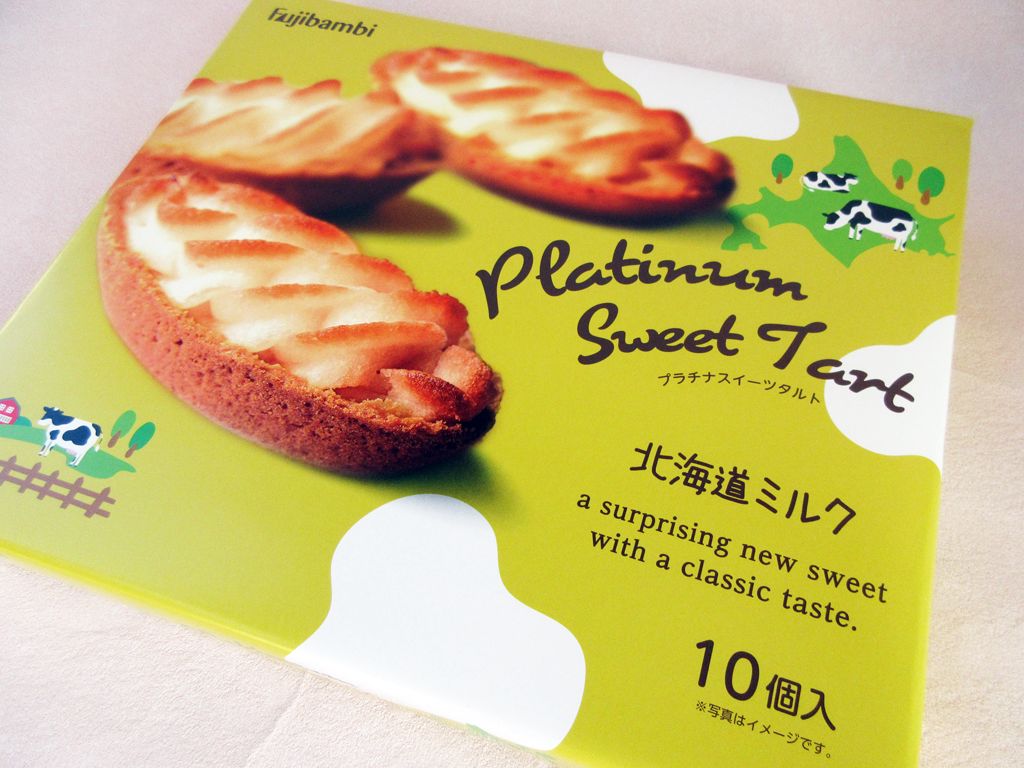 Fujibambi
Platinum
Sweet Tart
プラチナスイーツタルト
北海道ミルク
a surprising new sweet
with a classic taste.
10個入
※写真はイメージです。